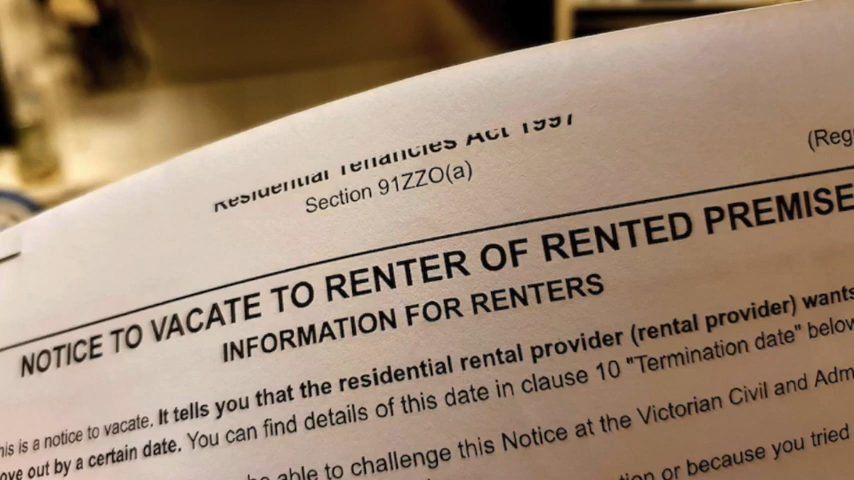 Residential Tenancies Act 1997
Section 91ZZO(a)
(Reg
NOTICE TO VACATE TO RENTER OF RENTED PREMISE
INFORMATION FOR RENTERS
his is a notice to vacate. It tells you that the residential rental provider (rental provider) wants
ove out by a certain date. You can find details of this date in clause 10 "Termination date" below
be able to challenge this Notice at the Victorian Civil and Adm
tion or because you tried